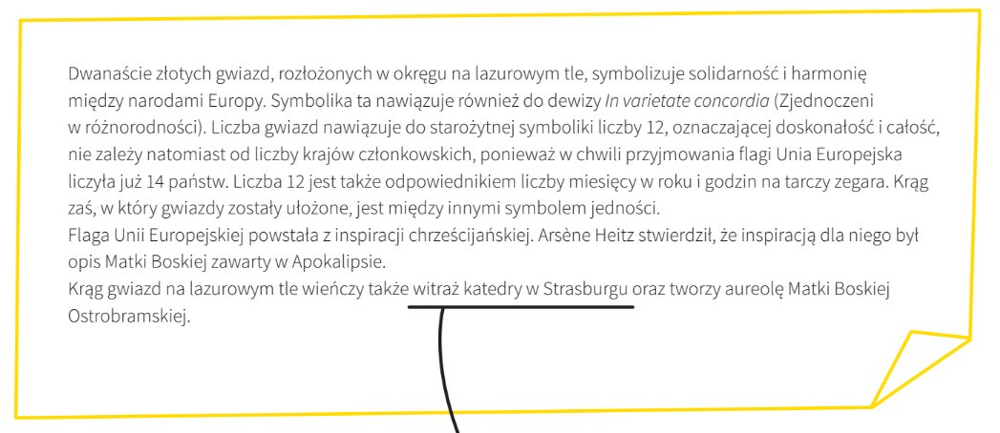 Dwanaście złotych gwiazd, rozłożonych w okręgu na lazurowym tle, symbolizuje solidarność i harmonię
między narodami Europy. Symbolika ta nawiązuje również do dewizy In varietate concordia (Zjednoczeni
w różnorodności). Liczba gwiazd nawiązuje do starożytnej symboliki liczby 12, oznaczającej doskonałość i całość,
nie zależy natomiast od liczby krajów członkowskich, ponieważ w chwili przyjmowania flagi Unia Europejska
liczyła już 14 państw. Liczba 12 jest także odpowiednikiem liczby miesięcy w roku i godzin na tarczy zegara. Krąg
zaś, w który gwiazdy zostały ułożone, jest między innymi symbolem jedności.
Flaga Unii Europejskiej powstała z inspiracji chrześcijańskiej. Arsène Heitz stwierdził, że inspiracją dla niego był
opis Matki Boskiej zawarty w Apokalipsie.
Krąg gwiazd na lazurowym tle wieńczy także witraż katedry w Strasburgu oraz tworzy aureolę Matki Boskiej
Ostrobramskiej.